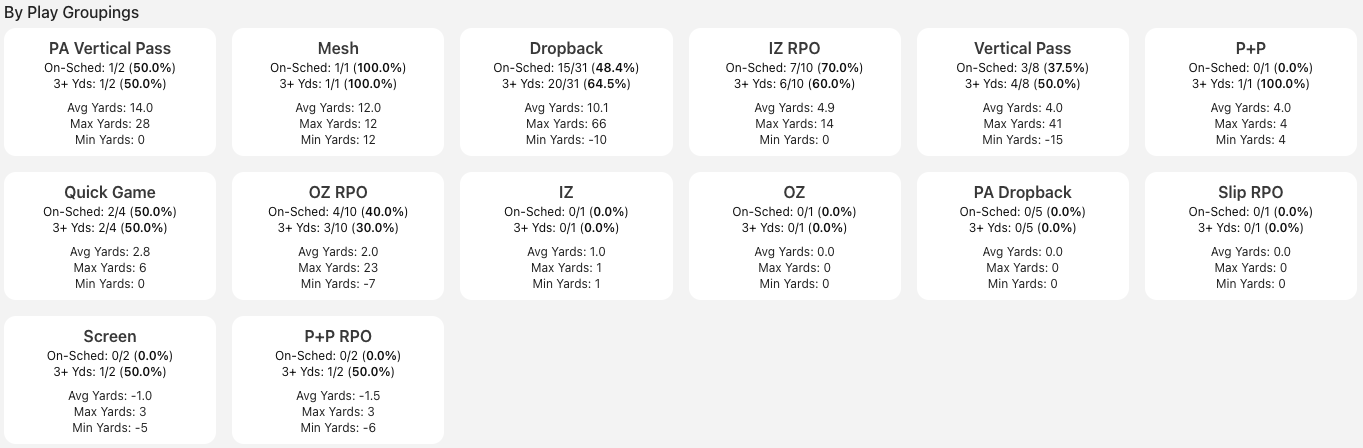 By Play Groupings
PA Vertical Pass
On-Sched: 1/2 (50.0%)
3+ Yds: 1/2 (50.0%)
Avg Yards: 14.0
Max Yards: 28
Min Yards: 0
Mesh
On-Sched: 1/1 (100.0%)
3+ Yds: 1/1 (100.0%)
Avg Yards: 12.0
Max Yards: 12
Min Yards: 12
Dropback
On-Sched: 15/31 (48.4%)
3+ Yds: 20/31 (64.5%)
Avg Yards: 10.1
Max Yards: 66
Min Yards: -10
IZ RPO
On-Sched: 7/10 (70.0%)
3+ Yds: 6/10 (60.0%)
Avg Yards: 4.9
Max Yards: 14
Min Yards: 0
Vertical Pass
On-Sched: 3/8 (37.5%)
3+ Yds: 4/8 (50.0%)
Avg Yards: 4.0
Max Yards: 41
Min Yards: -15
P+P
On-Sched: 0/1 (0.0%)
3+ Yds: 1/1 (100.0%)
Avg Yards: 4.0
Max Yards: 4
Min Yards: 4
Quick Game
On-Sched: 2/4 (50.0%)
3+ Yds: 2/4 (50.0%)
Avg Yards: 2.8
Max Yards: 6
Min Yards: 0
OZ RPO
On-Sched: 4/10 (40.0%)
3+ Yds: 3/10 (30.0%)
Avg Yards: 2.0
Max Yards: 23
Min Yards: -7
IZ
On-Sched: 0/1 (0.0%)
3+ Yds: 0/1 (0.0%)
Avg Yards: 1.0
Max Yards: 1
Min Yards: 1
OZ
On-Sched: 0/1 (0.0%)
3+ Yds: 0/1 (0.0%)
Avg Yards: 0.0
Max Yards: 0
Min Yards: 0
PA Dropback
On-Sched: 0/5 (0.0%)
3+ Yds: 0/5 (0.0%)
Avg Yards: 0.0
Max Yards: 0
Min Yards: 0
Slip RPO
On-Sched: 0/1 (0.0%)
3+ Yds: 0/1 (0.0%)
Avg Yards: 0.0
Max Yards: 0
Min Yards: 0
Screen
On-Sched: 0/2 (0.0%)
3+ Yds: 1/2 (50.0%)
Avg Yards: -1.0
Max Yards: 3
Min Yards: -5
P+P RPO
On-Sched: 0/2 (0.0%)
3+ Yds: 1/2 (50.0%)
Avg Yards: -1.5
Max Yards: 3
Min Yards: -6